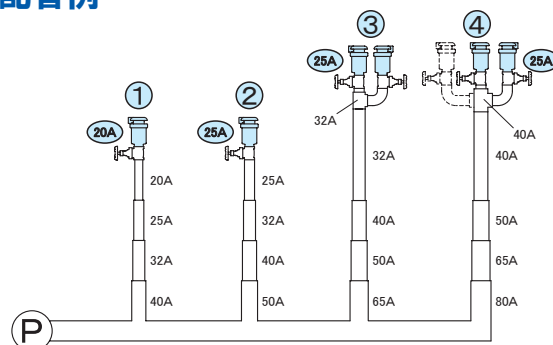 配管例
① ② ③ ④
20A 25A 25A 25A
32A 40A
20A 25A 32A 40A
25A 32A 40A 50A
32A 40A 50A 65A
40A 50A 65A 80A
P